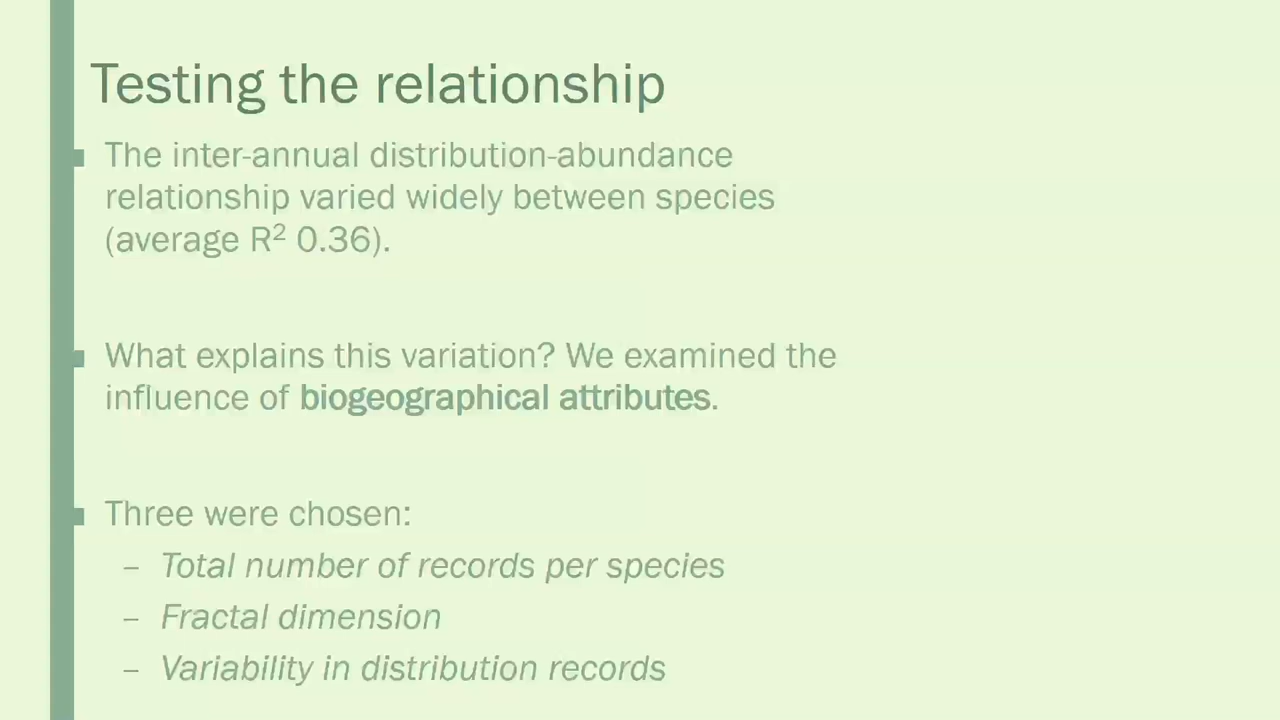 Testing the relationship
The inter-annual distribution-abundance
relationship varied widely between species
(average R² 0.36).
What explains this variation? We examined the
influence of biogeographical attributes.
Three were chosen:
– Total number of records per species
– Fractal dimension
– Variability in distribution records